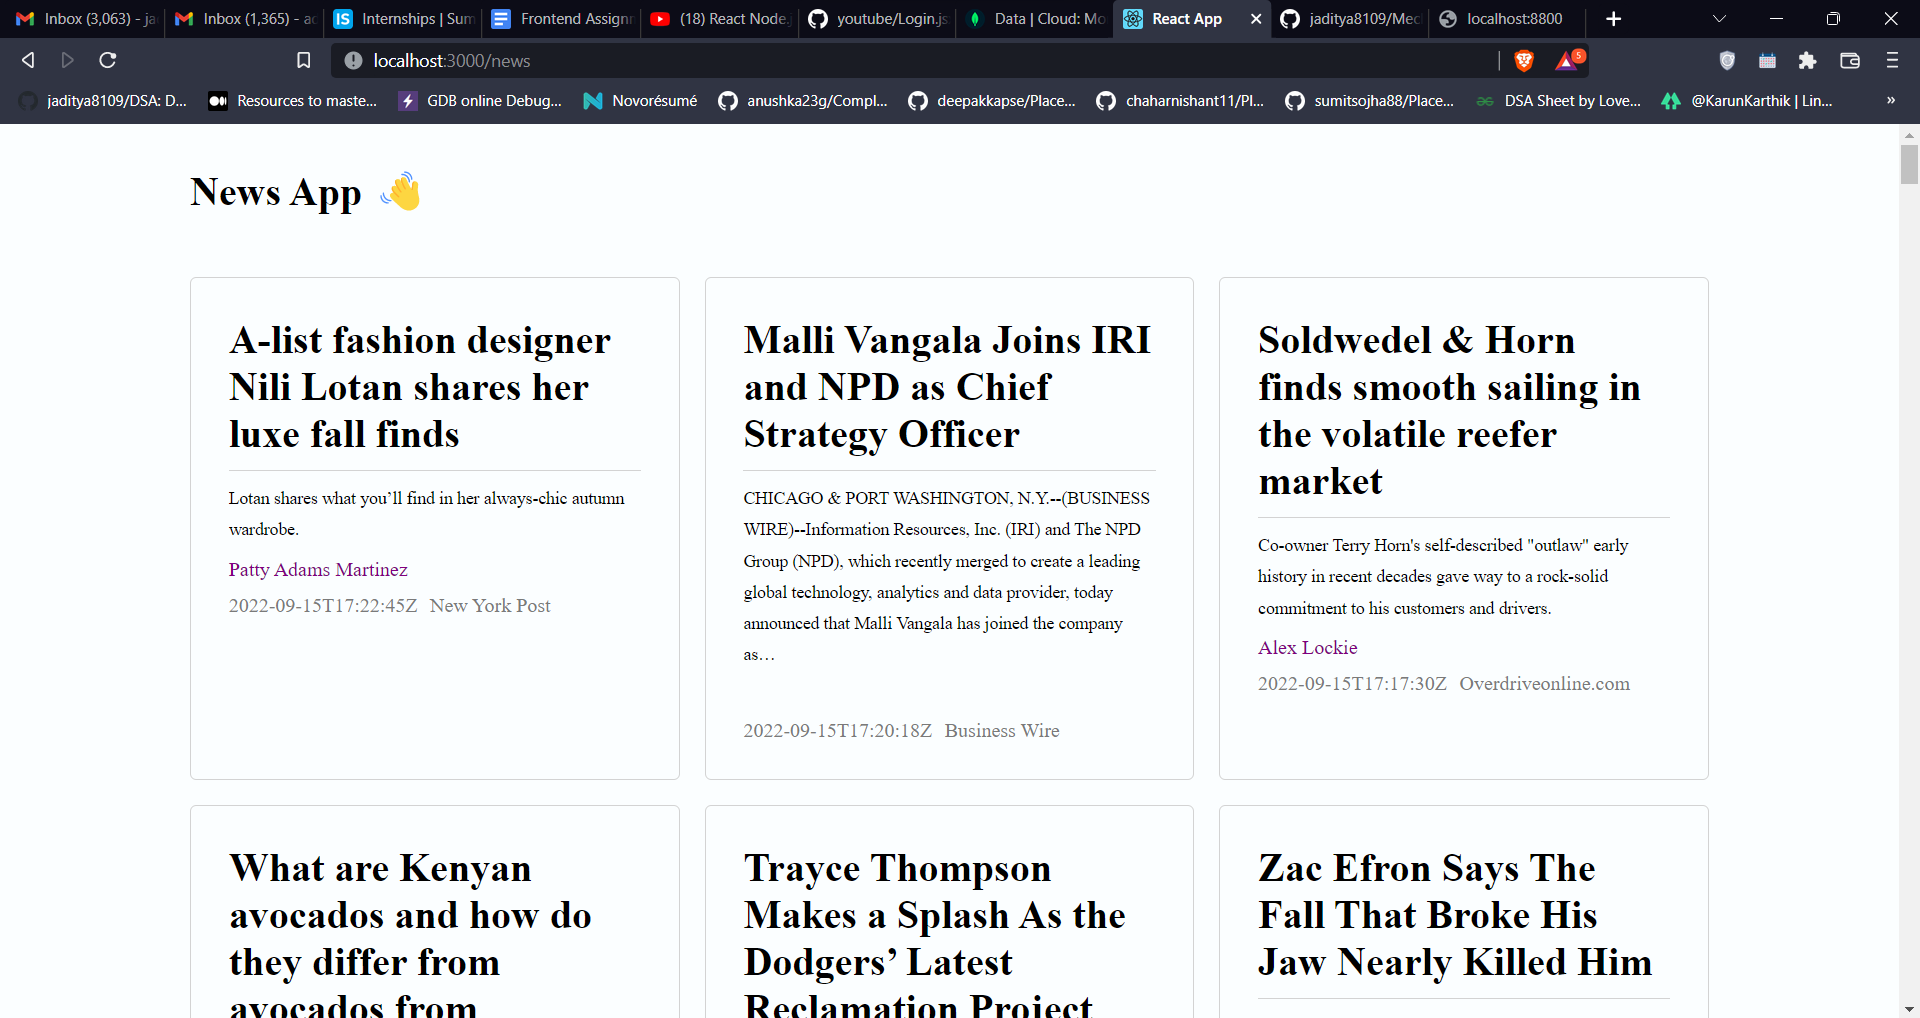 Inbox (3,063) - ja
Inbox (1,365) - ac
Internships | Sum
Frontend Assignm
(18) React Node.j
youtube/Login.js
Data | Cloud: Mo
React App
jaditya8109/Mec
localhost:8800
localhost:3000/news
5
jaditya8109/DSA: D...
Resources to maste...
GDB online Debug...
Novorésumé
anushka23g/Compl...
deepakkapse/Place...
chaharnishant11/Pl...
sumitsojha88/Place...
DSA Sheet by Love...
@KarunKarthik | Lin...
»
News App 👋
A-list fashion designer
Nili Lotan shares her
luxe fall finds
Lotan shares what you’ll find in her always-chic autumn
wardrobe.
Patty Adams Martinez
2022-09-15T17:22:45Z New York Post
Malli Vangala Joins IRI
and NPD as Chief
Strategy Officer
CHICAGO & PORT WASHINGTON, N.Y.--(BUSINESS
WIRE)--Information Resources, Inc. (IRI) and The NPD
Group (NPD), which recently merged to create a leading
global technology, analytics and data provider, today
announced that Malli Vangala has joined the company
as…
2022-09-15T17:20:18Z Business Wire
Soldwedel & Horn
finds smooth sailing in
the volatile reefer
market
Co-owner Terry Horn's self-described "outlaw" early
history in recent decades gave way to a rock-solid
commitment to his customers and drivers.
Alex Lockie
2022-09-15T17:17:30Z Overdriveonline.com
What are Kenyan
avocados and how do
they differ from
avocados from
Trayce Thompson
Makes a Splash As the
Dodgers’ Latest
Reclamation Project
Zac Efron Says The
Fall That Broke His
Jaw Nearly Killed Him